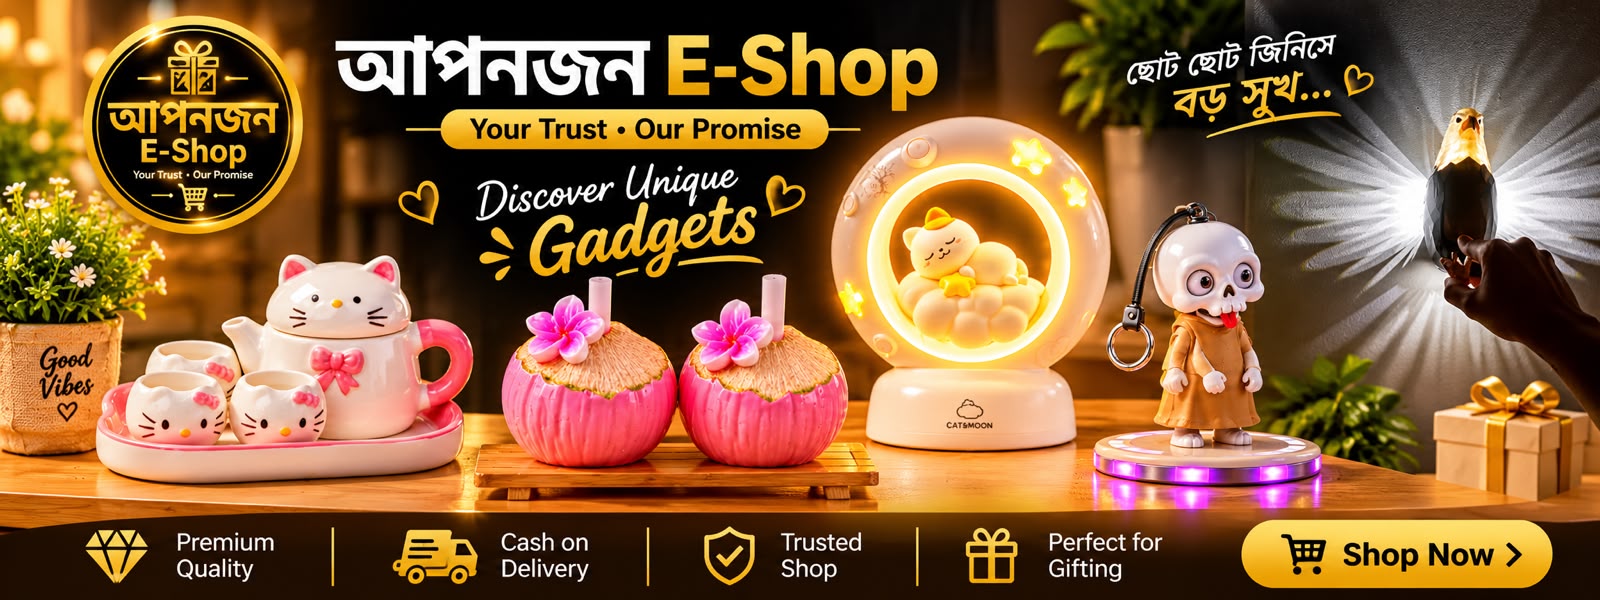 আপনজন
E-Shop
Your Trust • Our Promise
আপনজন E-Shop
Your Trust • Our Promise
Discover Unique
Gadgets
ছোট ছোট জিনিসে
বড় সুখ...
Good
Vibes
CAT&MOON
Premium
Quality
Cash on
Delivery
Trusted
Shop
Perfect for
Gifting
Shop Now